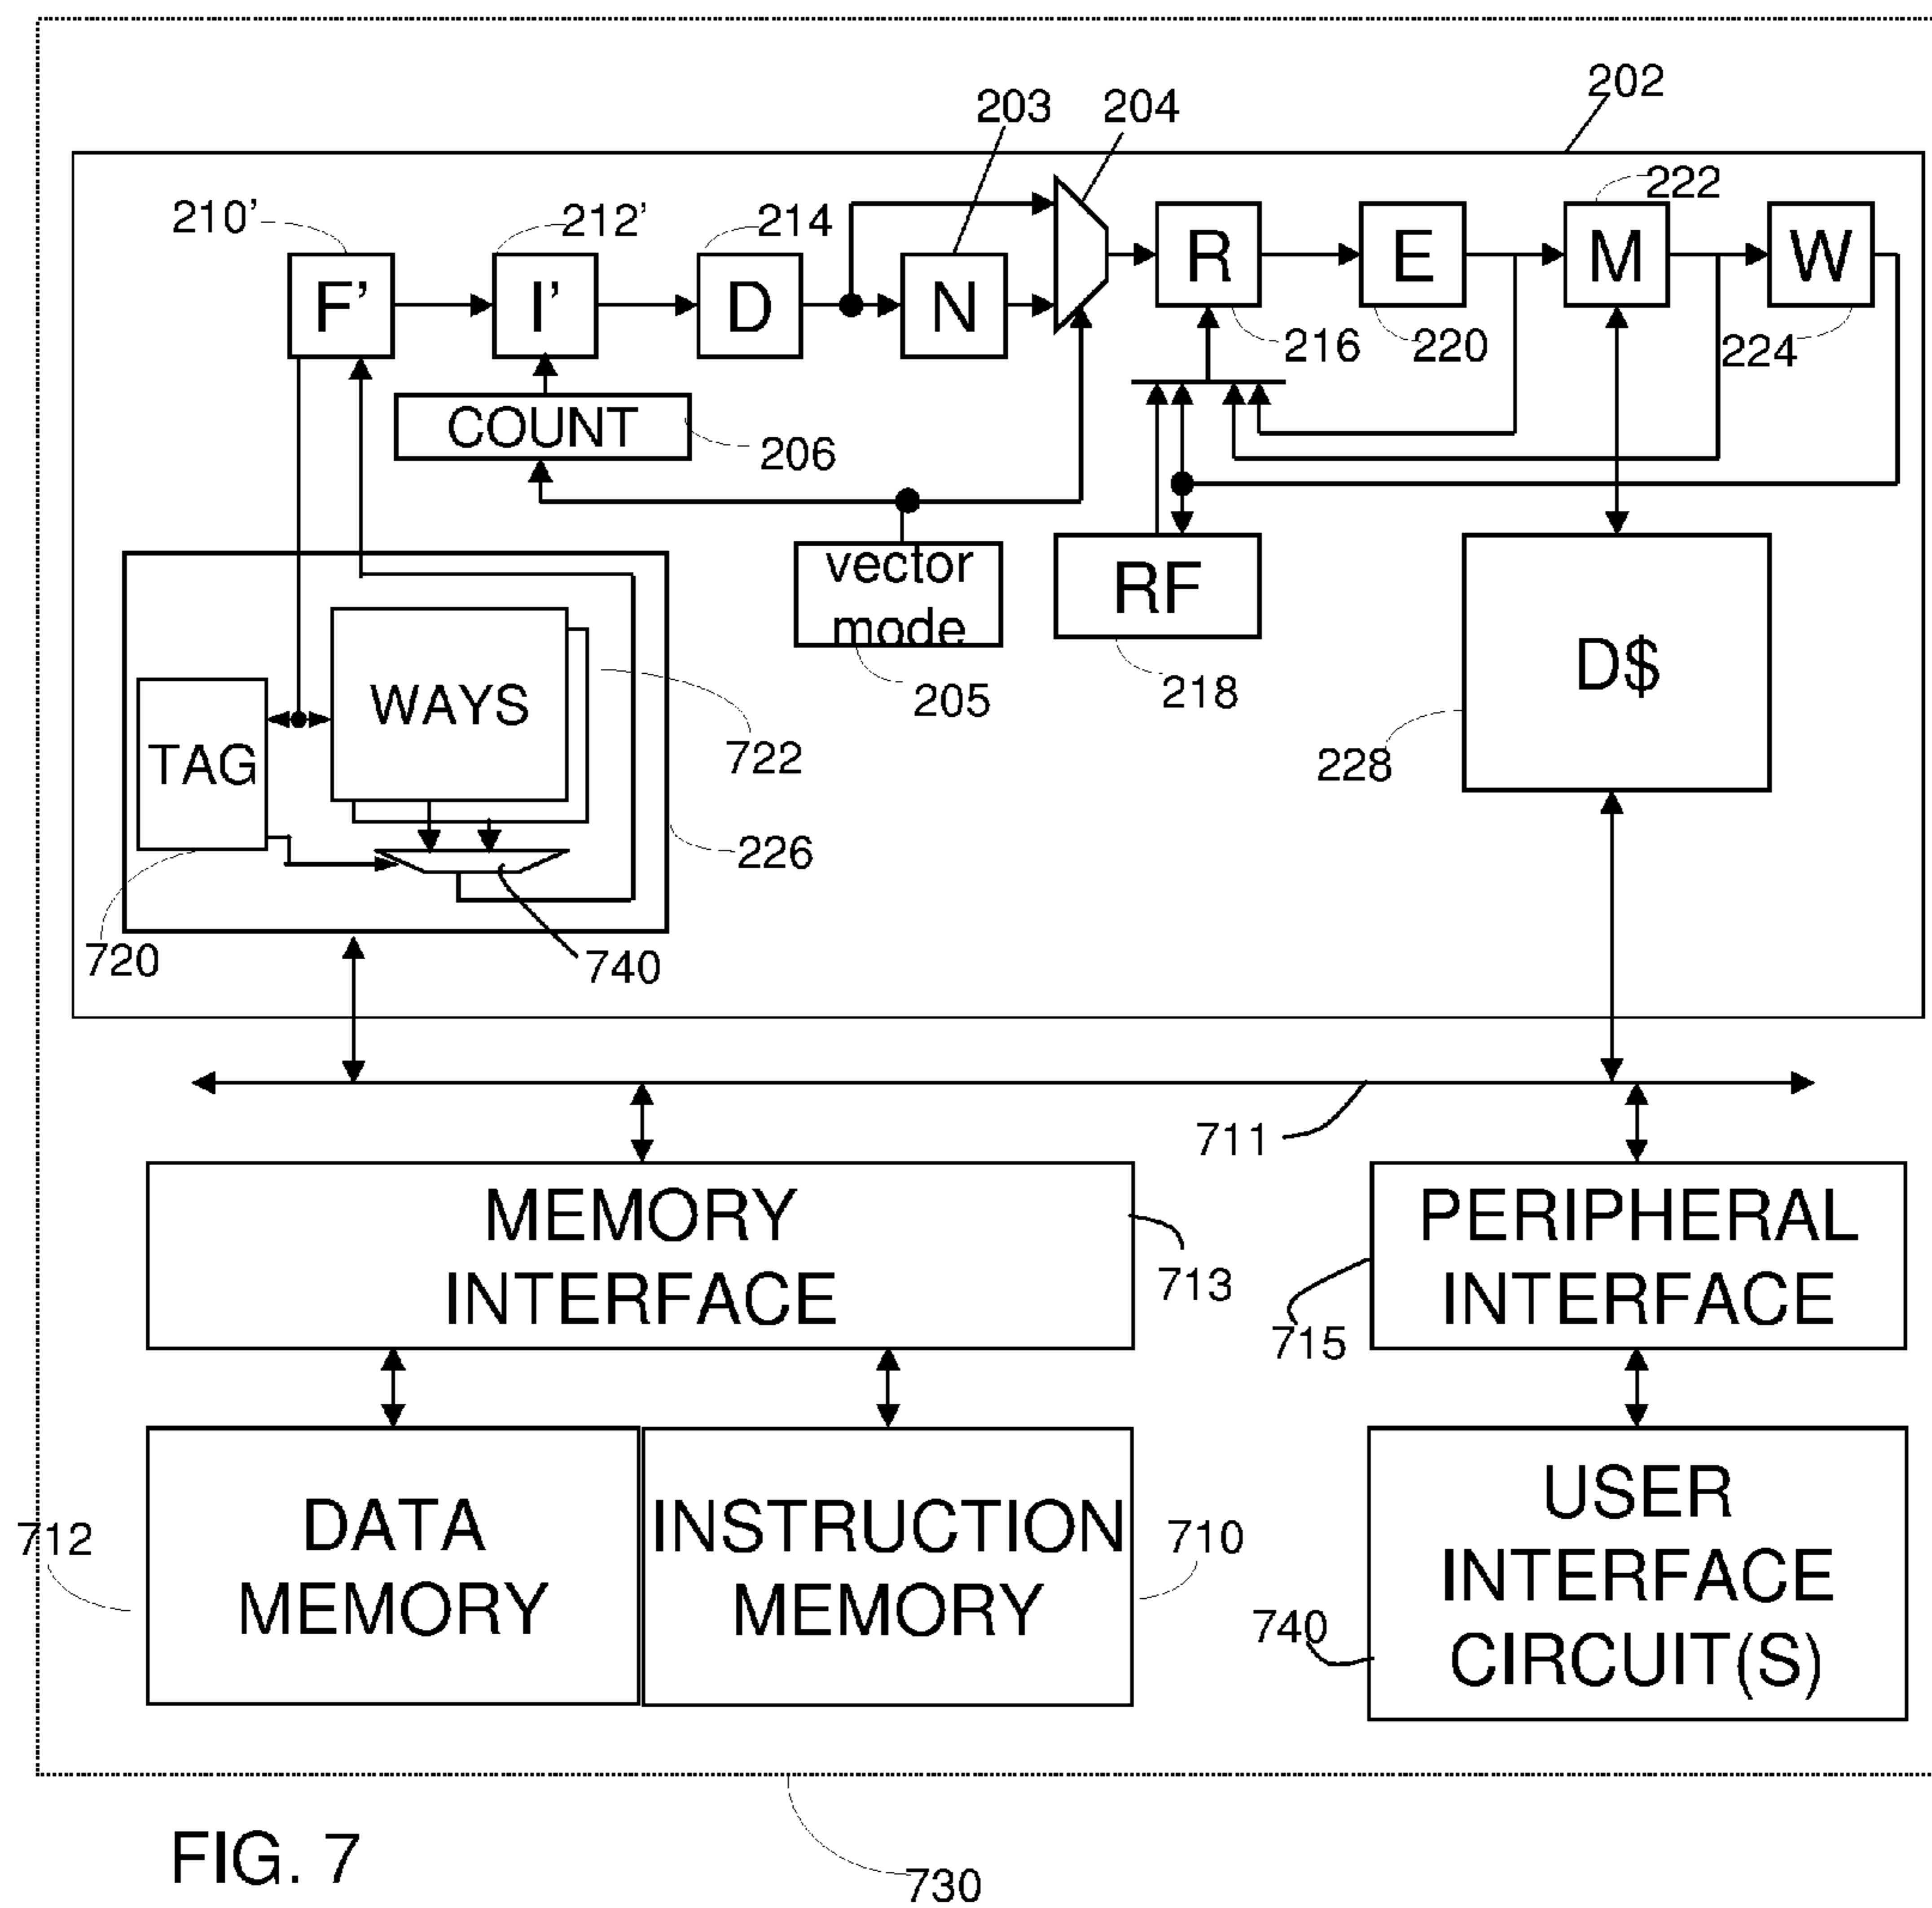 202
203
204
222
210’
212’
214
F’
I’
D
N
R
E
M
W
216
220
224
COUNT
206
vector
mode
RF
205
218
D$
228
WAYS
TAG
722
226
720
740
711
MEMORY
INTERFACE
713
PERIPHERAL
INTERFACE
715
DATA
MEMORY
712
INSTRUCTION
MEMORY
710
USER
INTERFACE
CIRCUIT(S)
740
FIG. 7
730